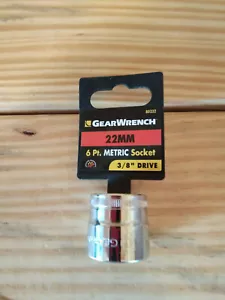 GEARWRENCH
22MM
6 Pt. METRIC Socket
3/8" DRIVE